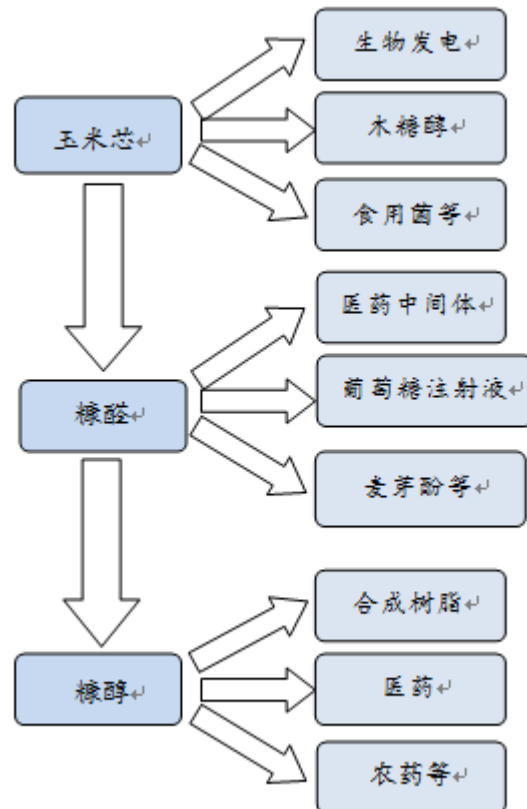 生物发电
玉米芯
木糖醇
食用菌等
医药中间体
糠醛
葡萄糖注射液
麦芽酚等
合成树脂
糠醇
医药
农药等